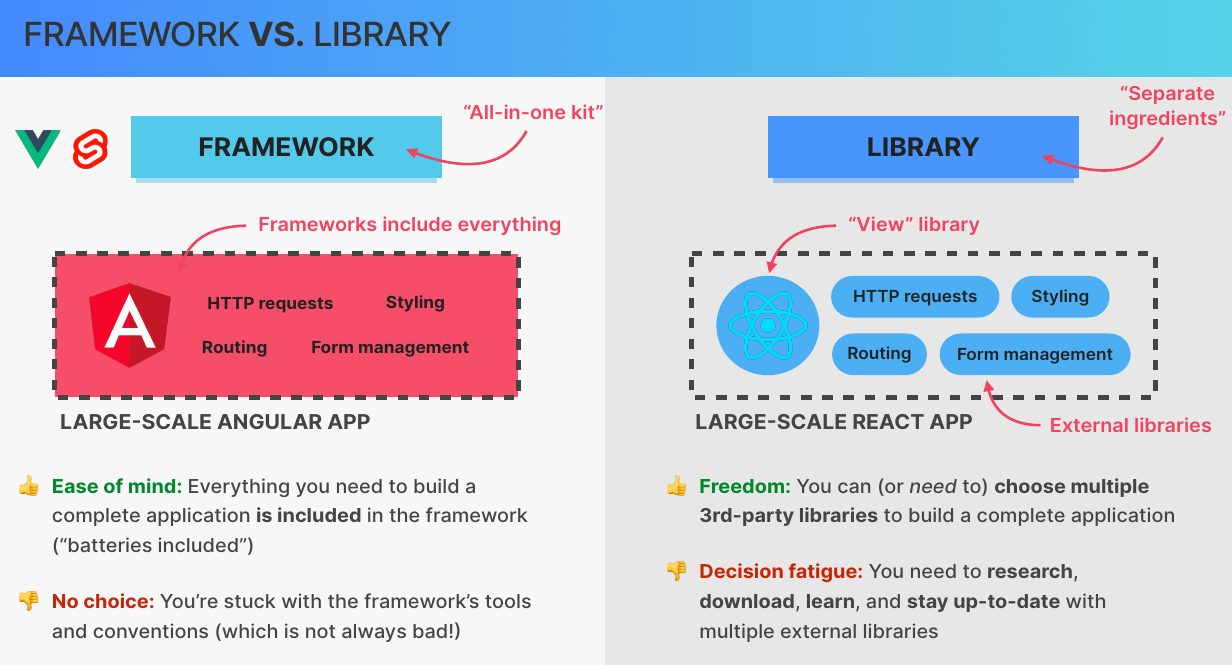 FRAMEWORK VS. LIBRARY
“All-in-one kit”
FRAMEWORK
Frameworks include everything
A
HTTP requests
Styling
Routing
Form management
LARGE-SCALE ANGULAR APP
👍 Ease of mind: Everything you need to build a
complete application is included in the framework
(“batteries included”)
👎 No choice: You’re stuck with the framework’s tools
and conventions (which is not always bad!)
“Separate
ingredients”
LIBRARY
“View” library
HTTP requests
Styling
Routing
Form management
LARGE-SCALE REACT APP
External libraries
👍 Freedom: You can (or need to) choose multiple
3rd-party libraries to build a complete application
👎 Decision fatigue: You need to research,
download, learn, and stay up-to-date with
multiple external libraries